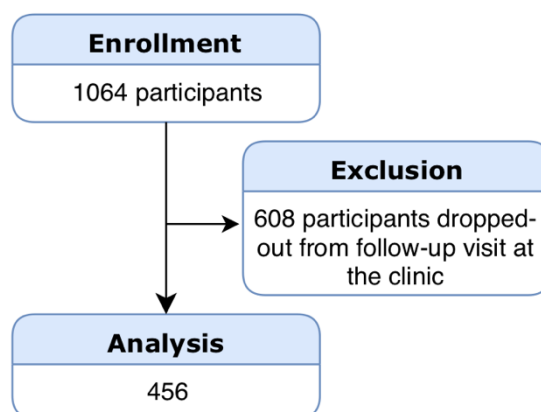 Enrollment
1064 participants
Exclusion
608 participants dropped-
out from follow-up visit at
the clinic
Analysis
456